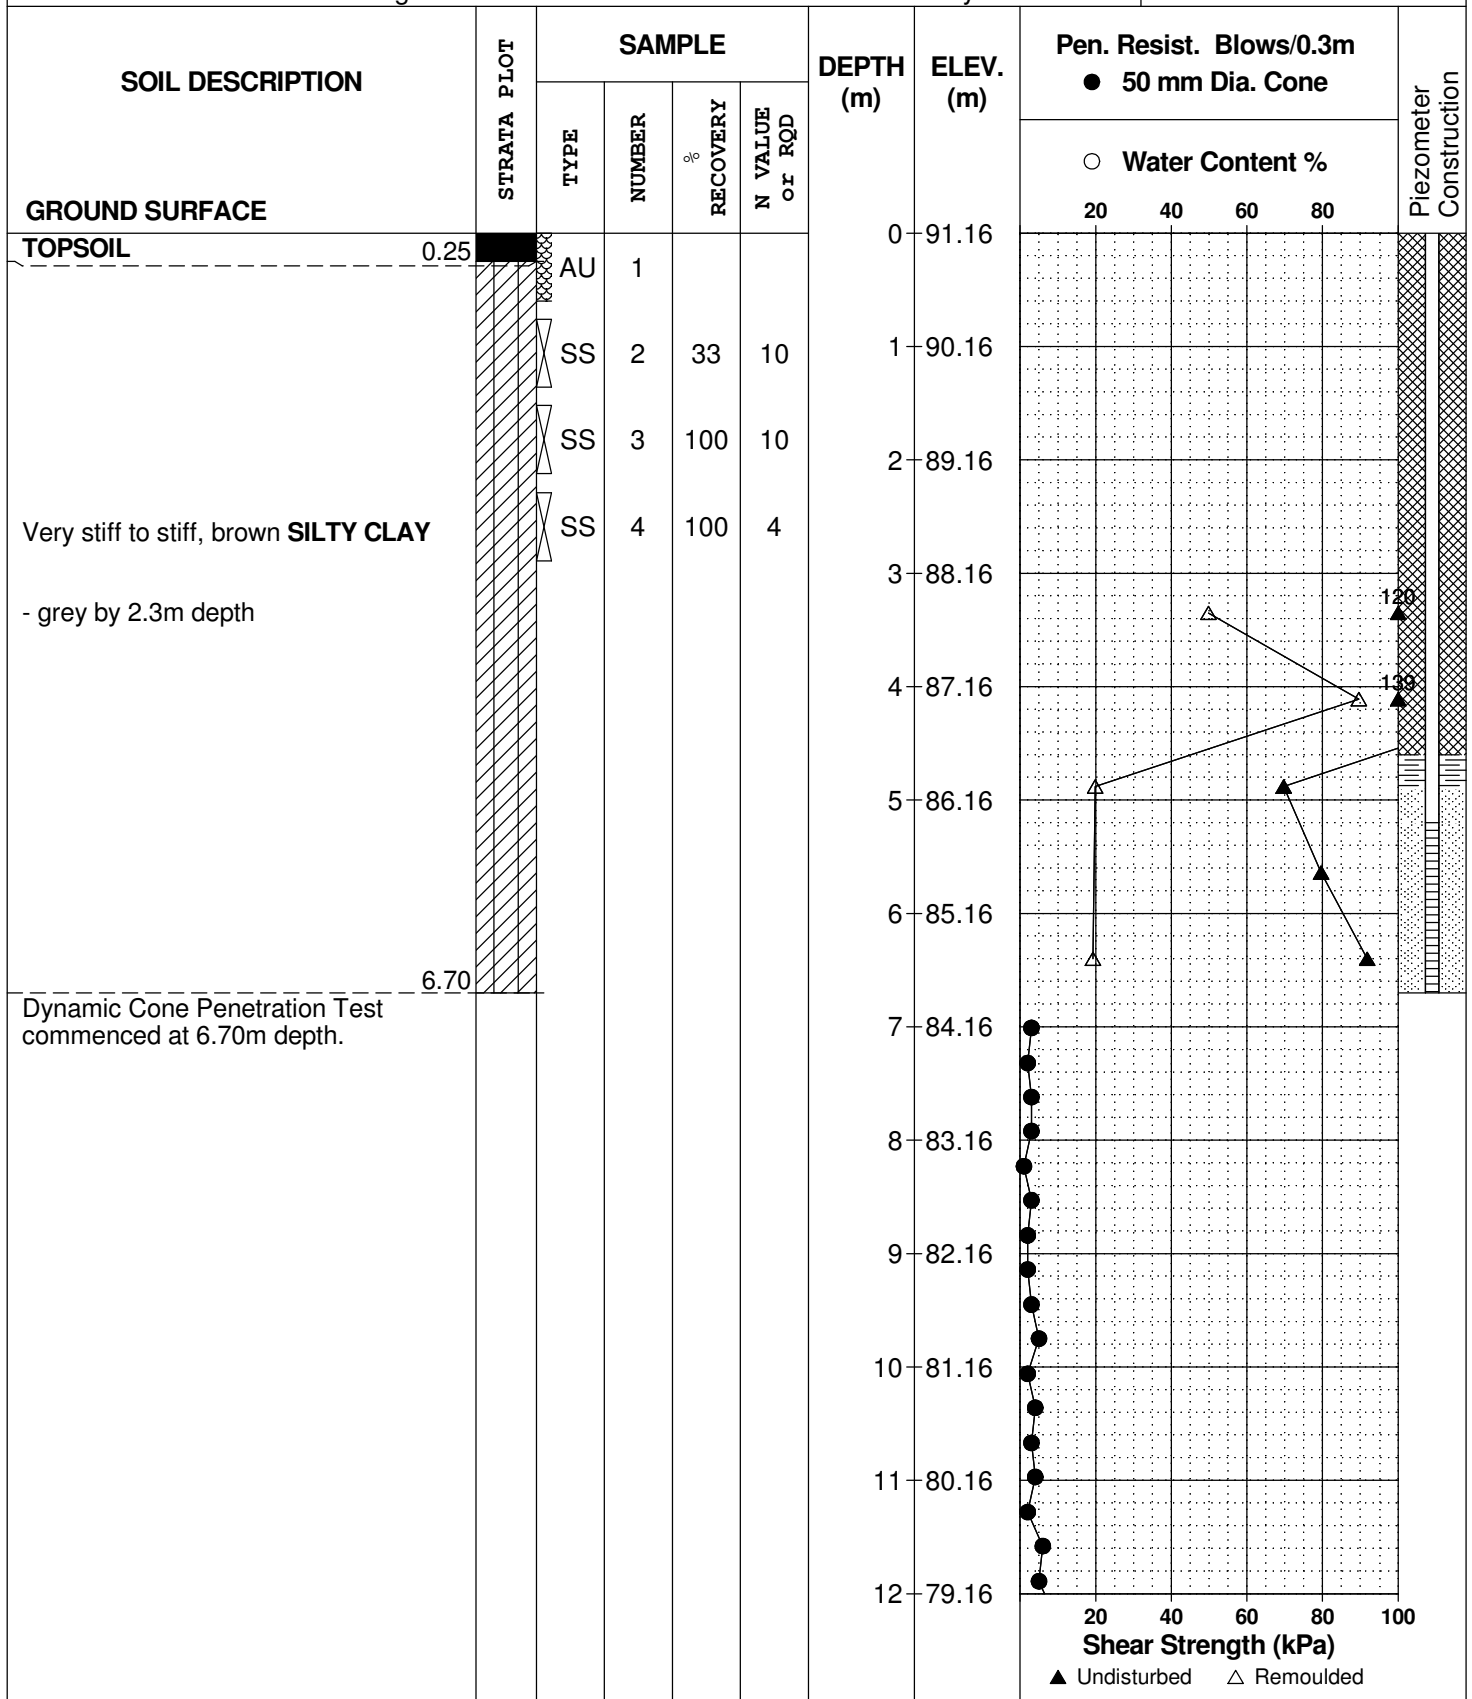 SOIL DESCRIPTION
GROUND SURFACE
STRATA PLOT
SAMPLE
TYPE
NUMBER
% RECOVERY
N VALUE or RQD
DEPTH (m)
ELEV. (m)
Pen. Resist. Blows/0.3m
● 50 mm Dia. Cone
○ Water Content %
20 40 60 80
Piezometer Construction
TOPSOIL 0.25
0 91.16
AU 1
SS 2 33 10
1 90.16
SS 3 100 10
2 89.16
Very stiff to stiff, brown SILTY CLAY
SS 4 100 4
3 88.16
- grey by 2.3m depth
120
4 87.16
139
5 86.16
6 85.16
6.70
Dynamic Cone Penetration Test
commenced at 6.70m depth.
7 84.16
8 83.16
9 82.16
10 81.16
11 80.16
12 79.16
20 40 60 80 100
Shear Strength (kPa)
▲ Undisturbed △ Remoulded